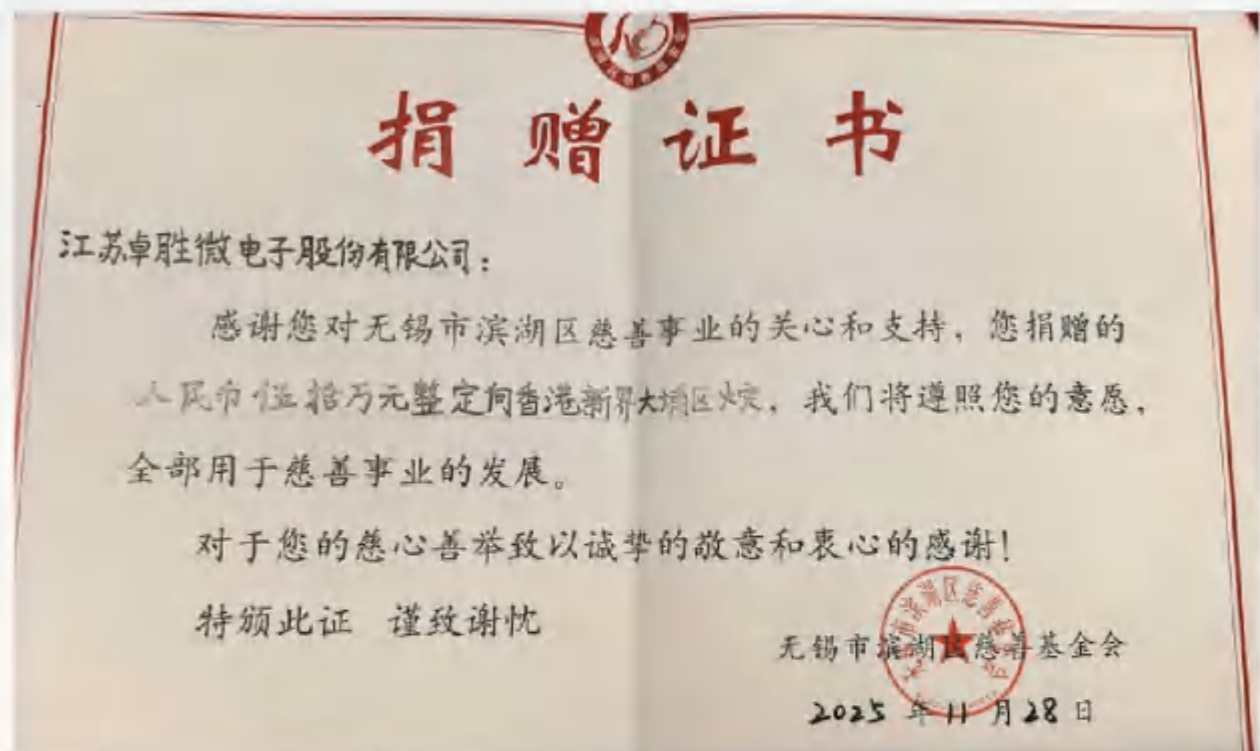 捐赠证书
江苏卓胜微电子股份有限公司：
感谢您对无锡市滨湖区慈善事业的关心和支持，您捐赠的
人民币伍拾万元整定向香港新界大埔区火灾，我们将遵照您的意愿，
全部用于慈善事业的发展。
对于您的慈心善举致以诚挚的敬意和衷心的感谢！
特颁此证 谨致谢忱
无锡市滨湖区慈善基金会
2025年11月28日